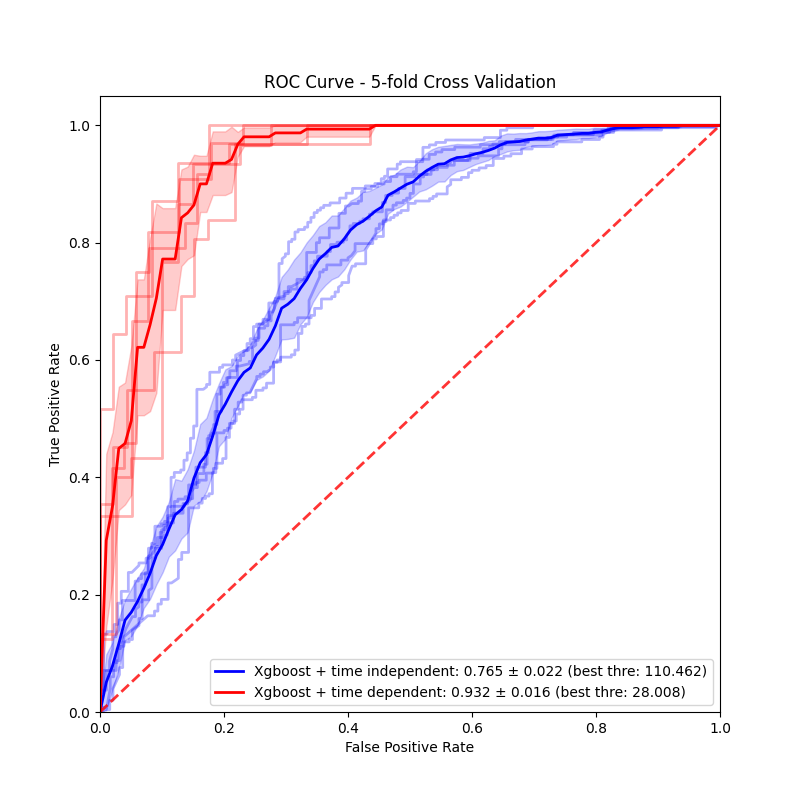 ROC Curve - 5-fold Cross Validation
True Positive Rate
1.0
0.8
0.6
0.4
0.2
0.0
Xgboost + time independent: 0.765 ± 0.022 (best thre: 110.462)
Xgboost + time dependent: 0.932 ± 0.016 (best thre: 28.008)
0.0 0.2 0.4 0.6 0.8 1.0
False Positive Rate